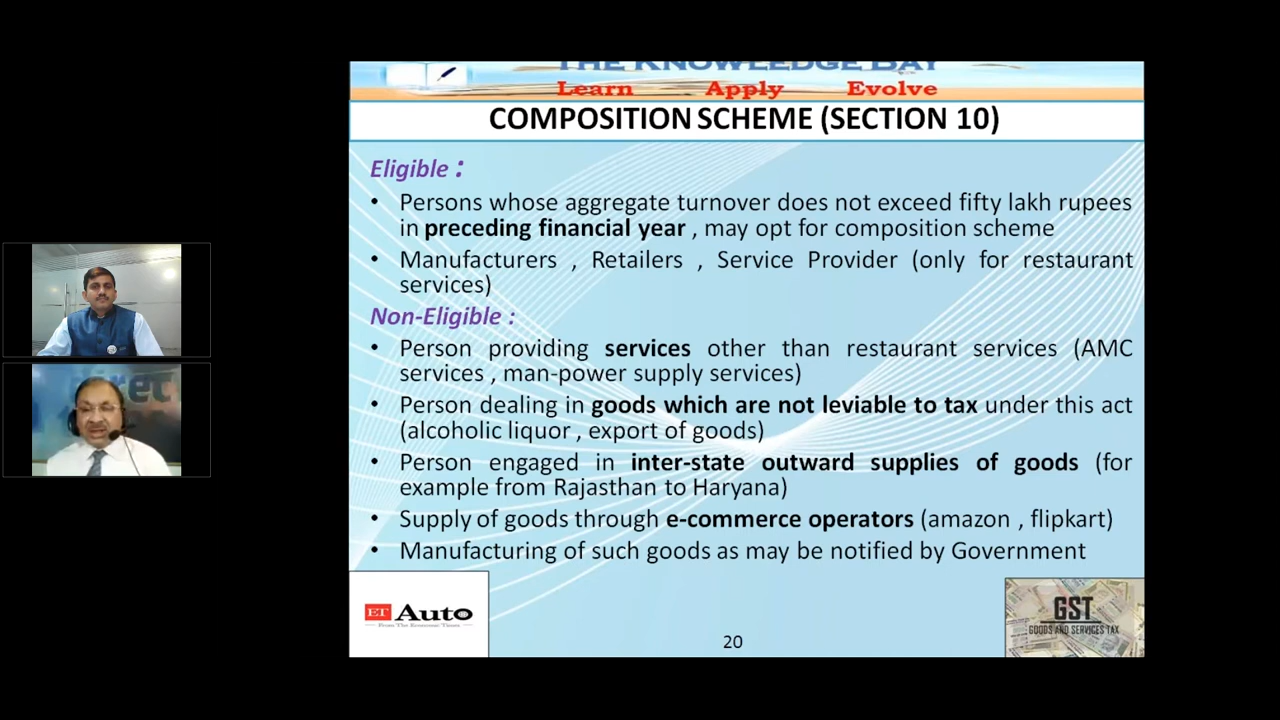 THE KNOWLEDGE BAY
Learn Apply Evolve
COMPOSITION SCHEME (SECTION 10)
Eligible :
• Persons whose aggregate turnover does not exceed fifty lakh rupees
in preceding financial year , may opt for composition scheme
• Manufacturers , Retailers , Service Provider (only for restaurant
services)
Non-Eligible :
• Person providing services other than restaurant services (AMC
services , man-power supply services)
• Person dealing in goods which are not leviable to tax under this act
(alcoholic liquor , export of goods)
• Person engaged in inter-state outward supplies of goods (for
example from Rajasthan to Haryana)
• Supply of goods through e-commerce operators (amazon , flipkart)
• Manufacturing of such goods as may be notified by Government
ET Auto
From The Economic Times
20
GST
GOODS AND SERVICES TAX